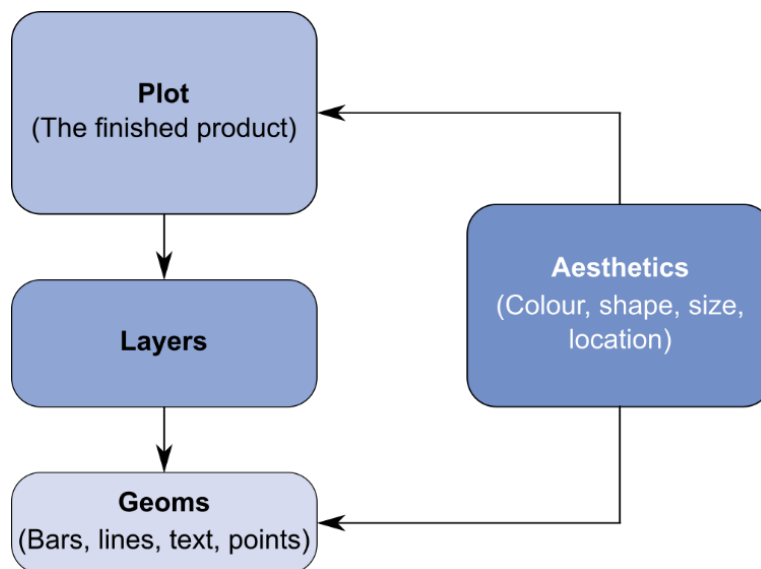 Plot
(The finished product)
Layers
Geoms
(Bars, lines, text, points)
Aesthetics
(Colour, shape, size,
location)